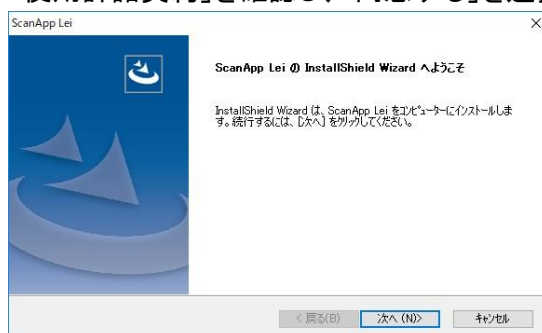 ScanApp Lei
ScanApp Lei の InstallShield Wizard へようこそ
InstallShield Wizard は、ScanApp Lei をコンピューターにインストールしま
す。続行するには、[次へ] をクリックしてください。
< 戻る(B)
次へ (N)>
キャンセル